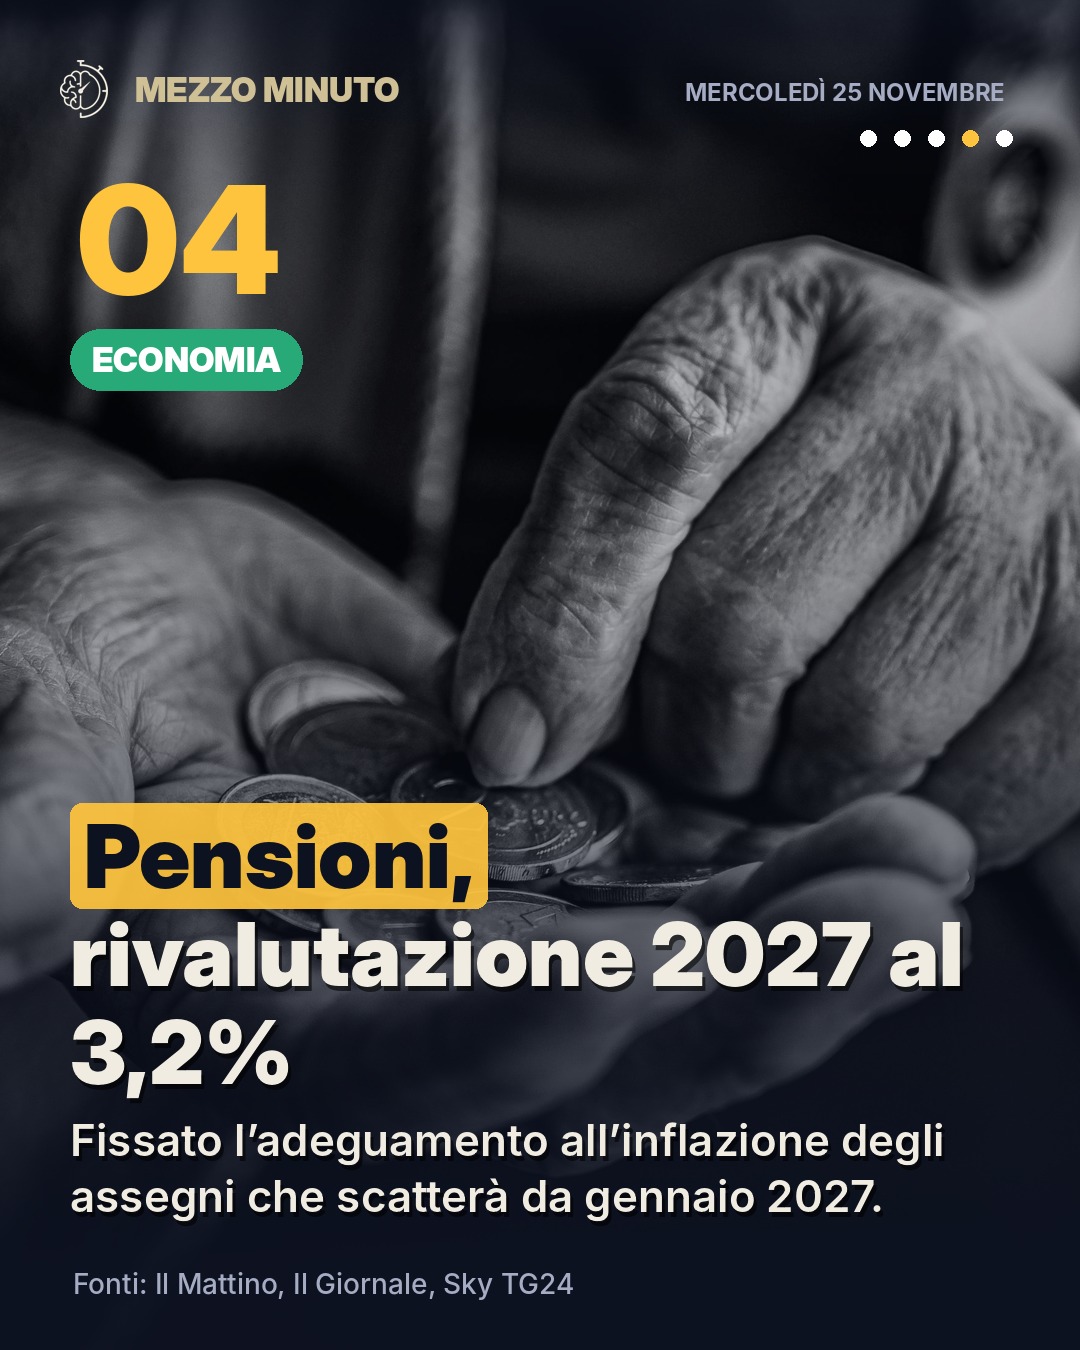 MEZZO MINUTO
MERCOLEDÌ 25 NOVEMBRE
04
ECONOMIA
Pensioni,
rivalutazione 2027 al
3,2%
Fissato l’adeguamento all’inflazione degli
assegni che scatterà da gennaio 2027.
Fonti: Il Mattino, Il Giornale, Sky TG24